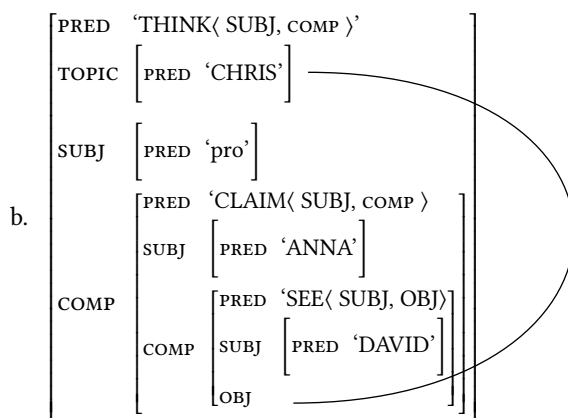 PRED ‘THINK⟨ SUBJ, COMP ⟩’
TOPIC [PRED ‘CHRIS’]
SUBJ [PRED ‘pro’]
b.
PRED ‘CLAIM⟨ SUBJ, COMP ⟩
SUBJ [PRED ‘ANNA’]
COMP
PRED ‘SEE⟨ SUBJ, OBJ⟩
COMP SUBJ [PRED ‘DAVID’]
OBJ